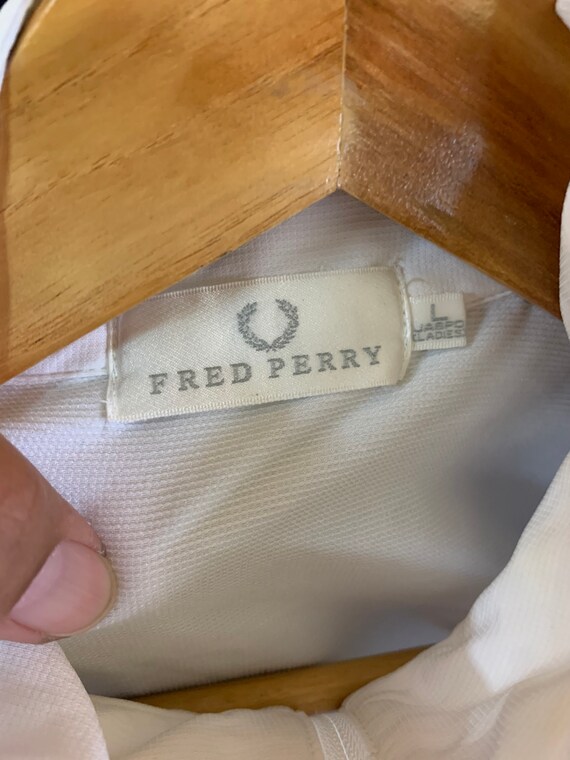 FRED PERRY
L
JASPO
(LADIES)